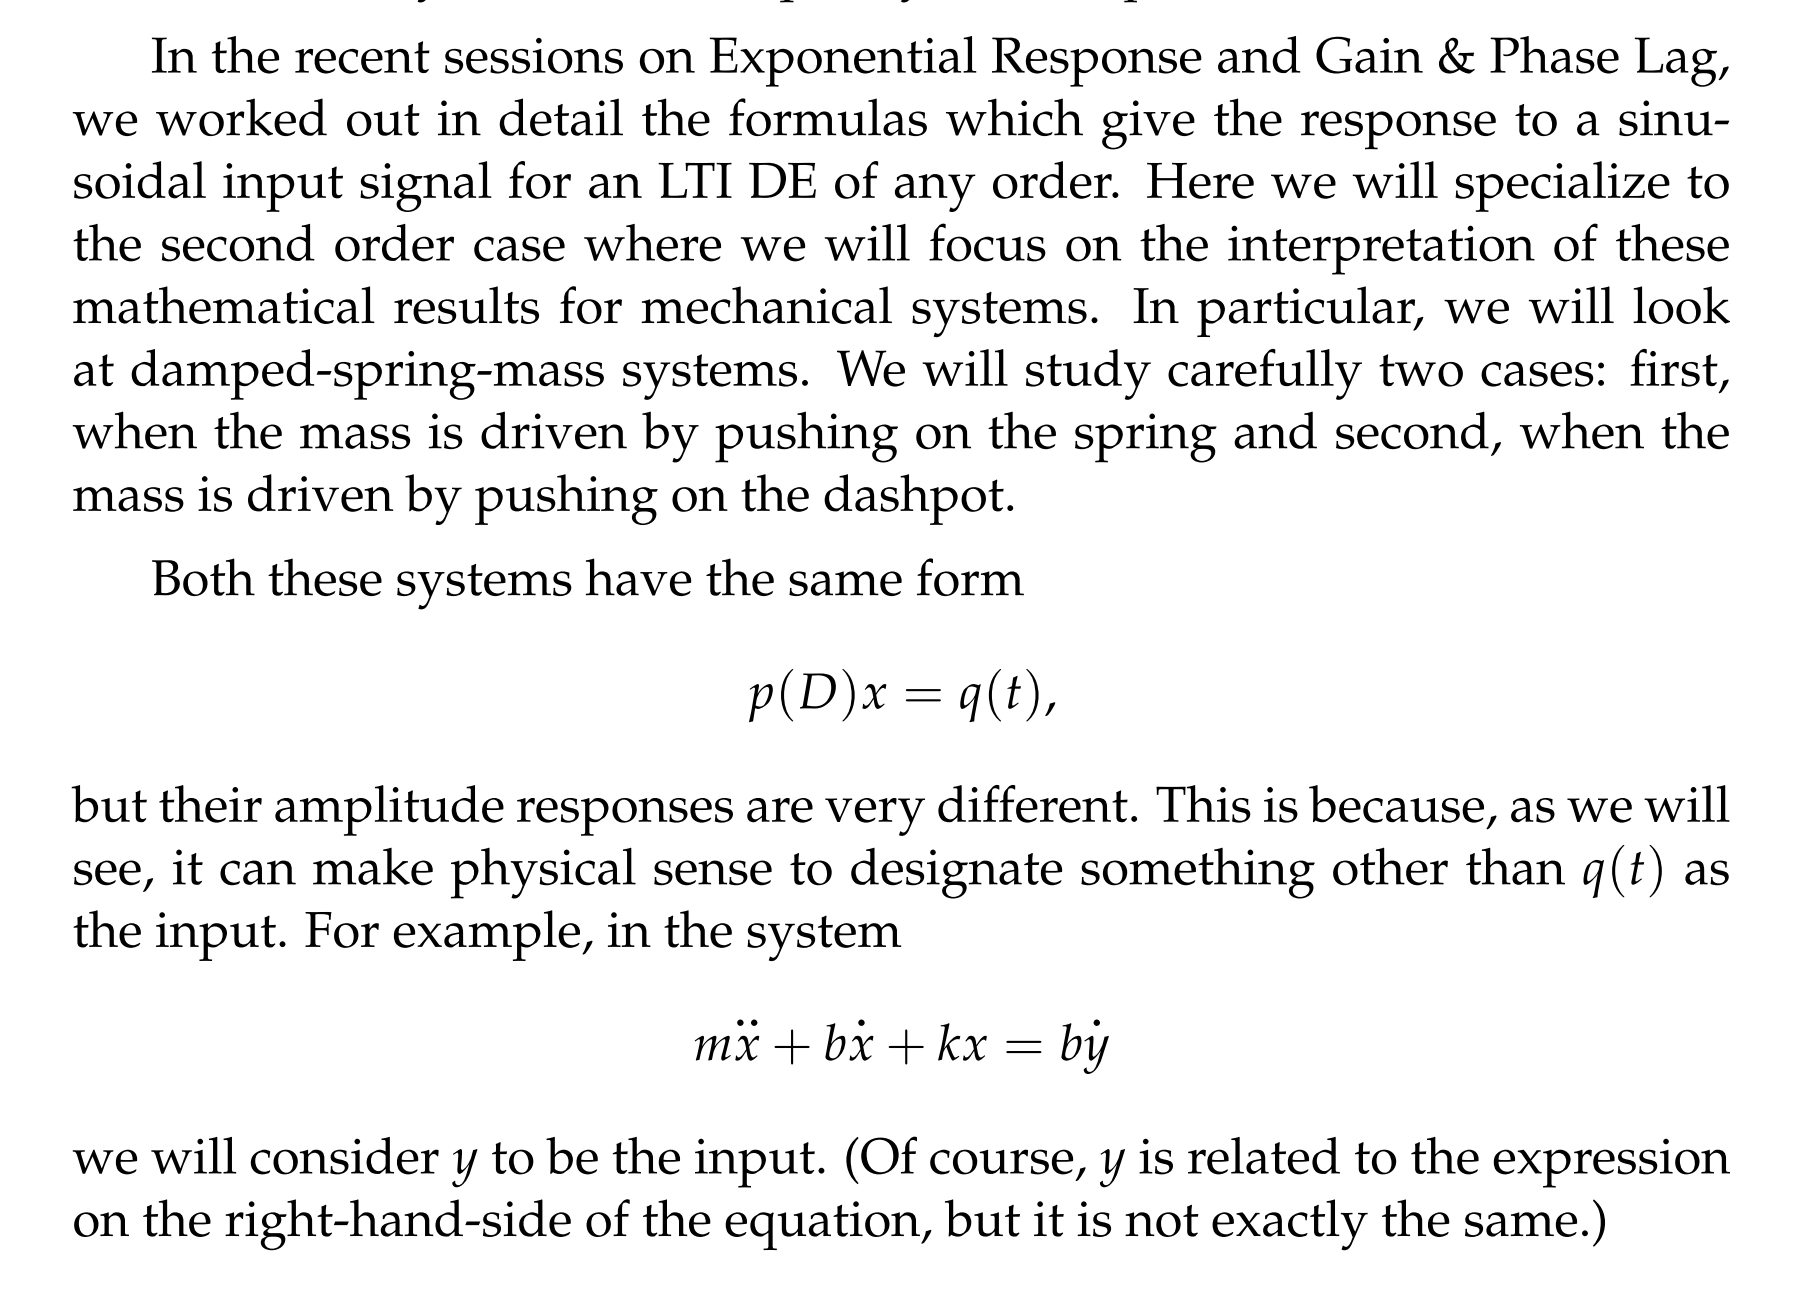 In the recent sessions on Exponential Response and Gain & Phase Lag,
we worked out in detail the formulas which give the response to a sinu-
soidal input signal for an LTI DE of any order. Here we will specialize to
the second order case where we will focus on the interpretation of these
mathematical results for mechanical systems. In particular, we will look
at damped-spring-mass systems. We will study carefully two cases: first,
when the mass is driven by pushing on the spring and second, when the
mass is driven by pushing on the dashpot.
Both these systems have the same form
p(D)x = q(t),
but their amplitude responses are very different. This is because, as we will
see, it can make physical sense to designate something other than q(t) as
the input. For example, in the system
mẍ + bẋ + kx = bẏ
we will consider y to be the input. (Of course, y is related to the expression
on the right-hand-side of the equation, but it is not exactly the same.)